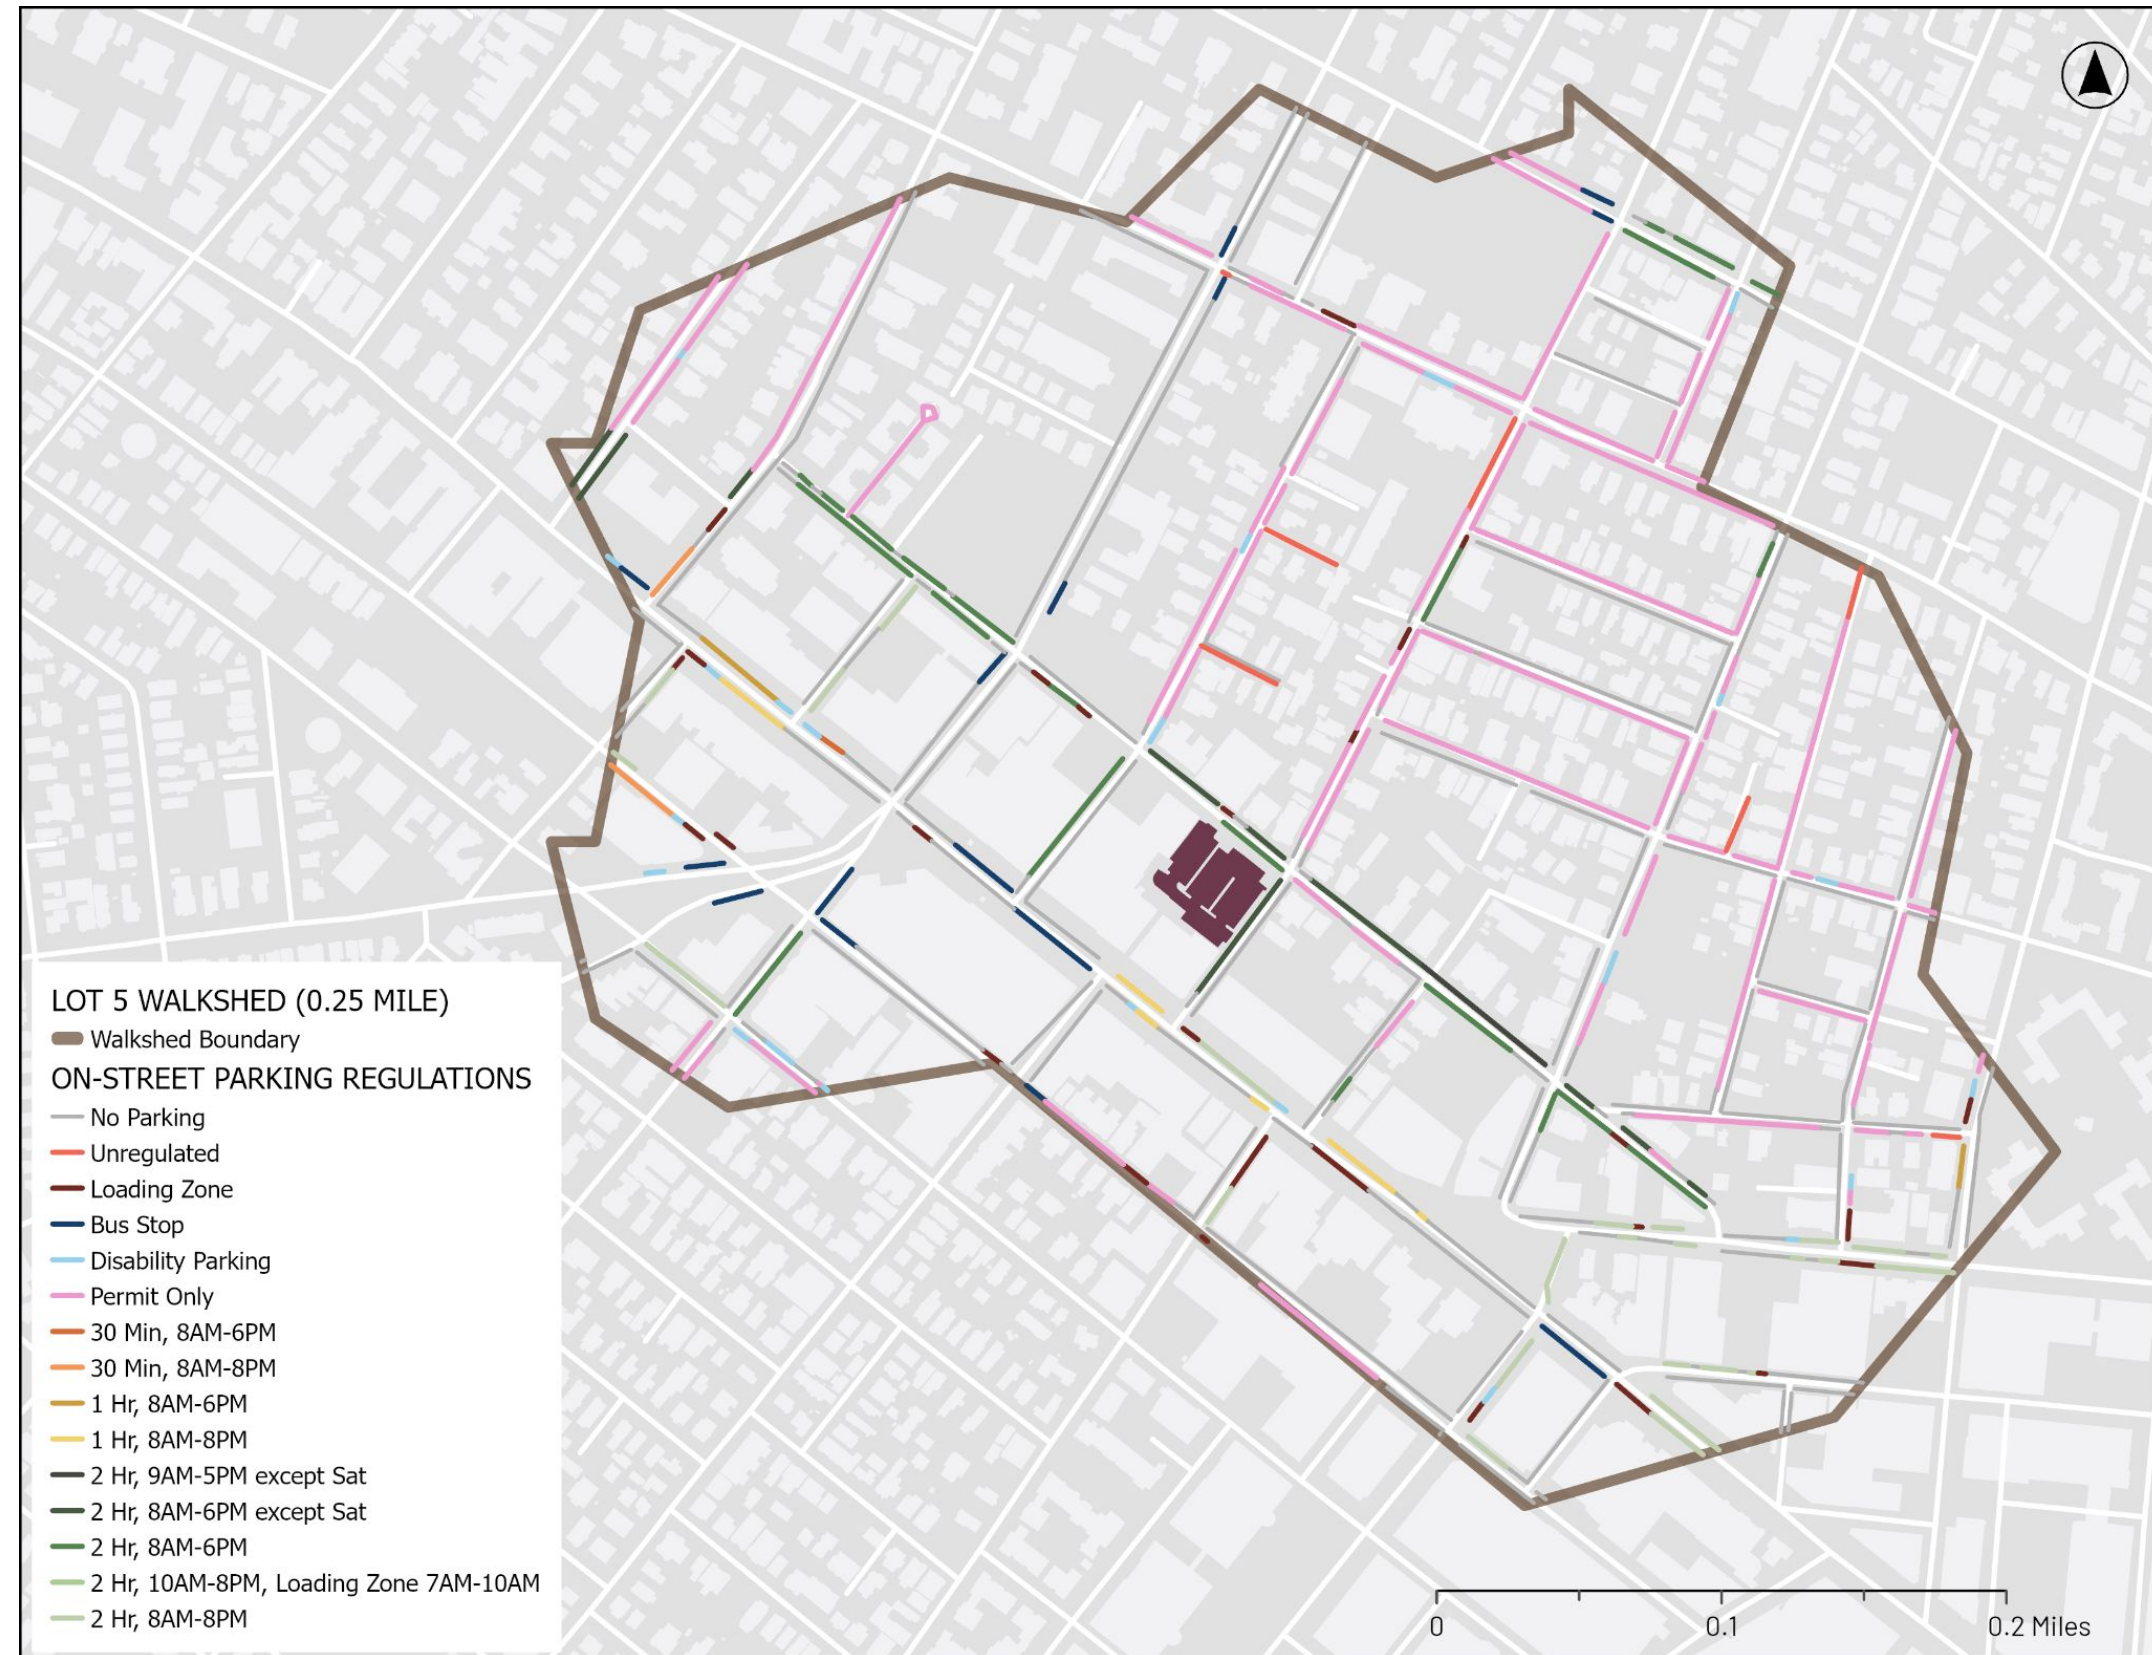 LOT 5 WALKSHED (0.25 MILE)
Walkshed Boundary
ON-STREET PARKING REGULATIONS
No Parking
Unregulated
Loading Zone
Bus Stop
Disability Parking
Permit Only
30 Min, 8AM-6PM
30 Min, 8AM-8PM
1 Hr, 8AM-6PM
1 Hr, 8AM-8PM
2 Hr, 9AM-5PM except Sat
2 Hr, 8AM-6PM except Sat
2 Hr, 8AM-6PM
2 Hr, 10AM-8PM, Loading Zone 7AM-10AM
2 Hr, 8AM-8PM
0 0.1 0.2 Miles